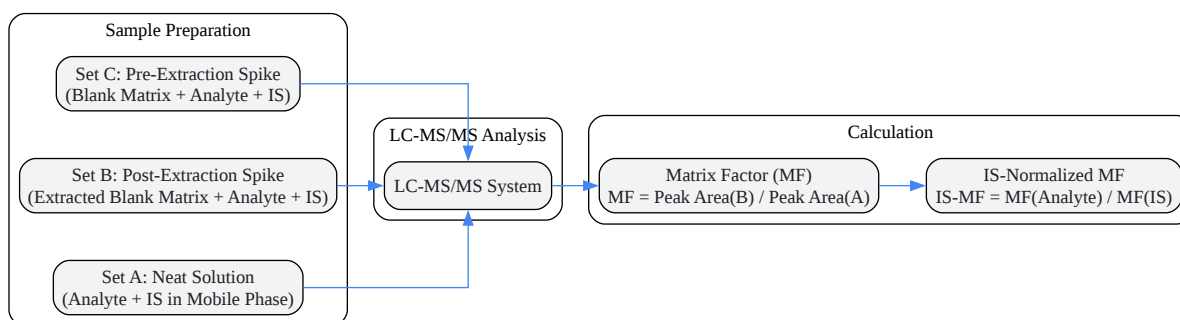 Sample Preparation
Set C: Pre-Extraction Spike
(Blank Matrix + Analyte + IS)
Set B: Post-Extraction Spike
(Extracted Blank Matrix + Analyte + IS)
Set A: Neat Solution
(Analyte + IS in Mobile Phase)
LC-MS/MS Analysis
LC-MS/MS System
Calculation
Matrix Factor (MF)
MF = Peak Area(B) / Peak Area(A)
IS-Normalized MF
IS-MF = MF(Analyte) / MF(IS)